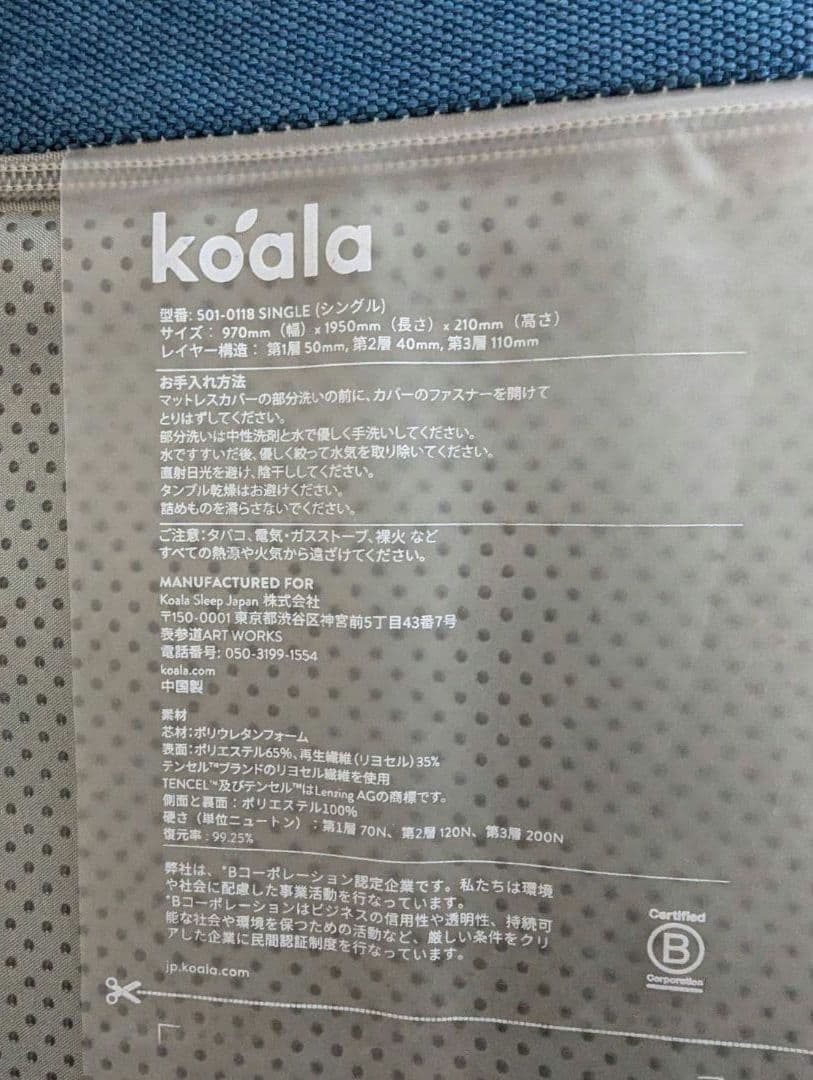 koala
型番: 501-0118 SINGLE (シングル)
サイズ： 970mm（幅）x 1950mm（長さ）x 210mm（高さ）
レイヤー構造： 第1層 50mm, 第2層 40mm, 第3層 110mm
お手入れ方法
マットレスカバーの部分洗いの前に、カバーのファスナーを開けて
とりはずしてください。
部分洗いは中性洗剤と水で優しく手洗いしてください。
水ですすいだ後、優しく絞って水気を取り除いてください。
直射日光を避け、陰干ししてください。
タンブル乾燥はお避けください。
詰めものを濡らさないでください。
ご注意：タバコ、電気・ガスストーブ、裸火 など
すべての熱源や火気から遠ざけてください。
MANUFACTURED FOR
Koala Sleep Japan 株式会社
〒150-0001 東京都渋谷区神宮前5丁目43番7号
表参道ART WORKS
電話番号: 050-3199-1554
koala.com
中国製
素材
芯材：ポリウレタンフォーム
表面：ポリエステル65%、再生繊維（リヨセル）35%
テンセル™ブランドのリヨセル繊維を使用
TENCEL™及びテンセル™はLenzing AGの商標です。
側面と裏面：ポリエステル100%
硬さ（単位ニュートン）：第1層 70N、第2層 120N、第3層 200N
復元率：99.25%
弊社は、*Bコーポレーション認定企業です。私たちは環境
や社会に配慮した事業活動を行なっています。
*Bコーポレーションはビジネスの信用性や透明性、持続可
能な社会や環境を保つための活動など、厳しい条件をクリ
アした企業に民間認証制度を行なっています。
jp.koala.com
Certified
B
Corporation